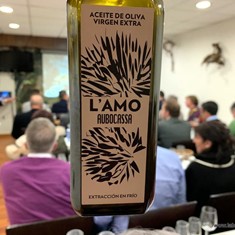 ACEITE DE OLIVA
VIRGEN EXTRA
L'AMO
AUBOCASSA
EXTRACCIÓN EN FRÍO